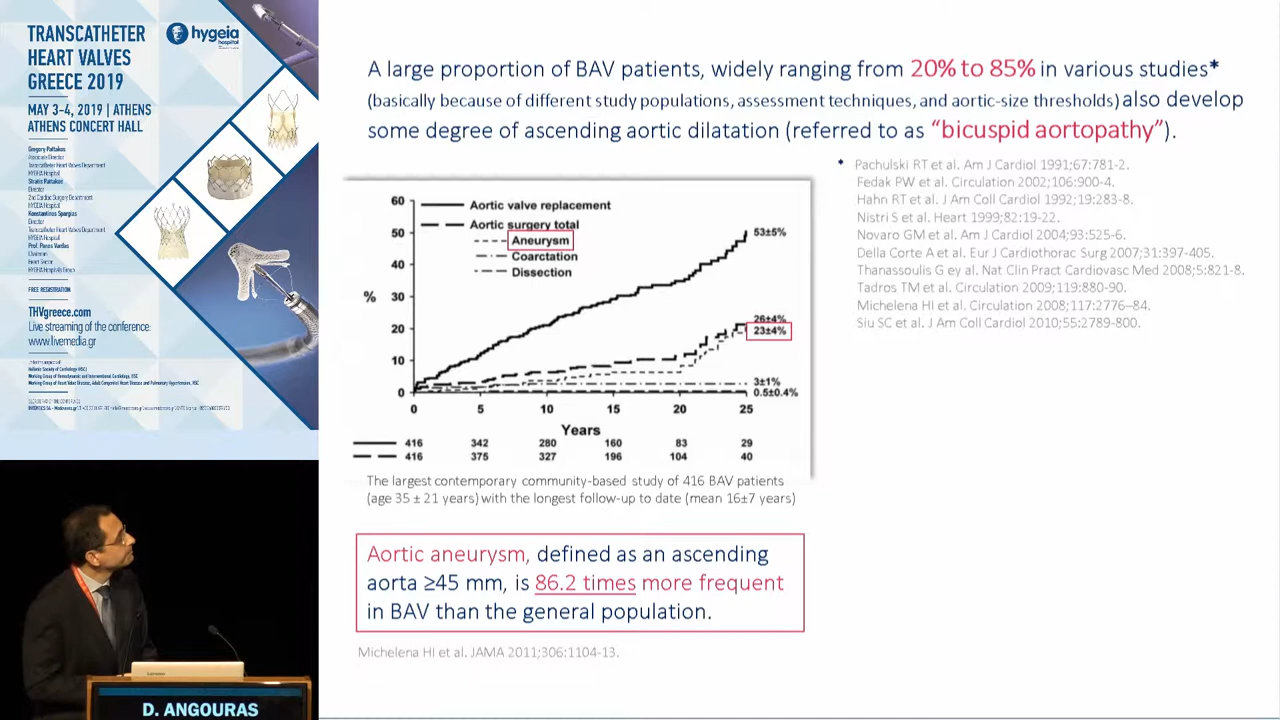 TRANSCATHETER
HEART VALVES
GREECE 2019
hygeia
hospital
MAY 3-4, 2019 | ATHENS
ATHENS CONCERT HALL
Gregory Pattakos
Associate Director
Transcatheter Heart Valves Department
HYGEIA Hospital
Stratis Pattakos
Director
2nd Cardiac Surgery Department
HYGEIA Hospital
Konstantinos Spargias
Director
Transcatheter Heart Valves Department
HYGEIA Hospital
Prof. Panos Vardas
Chairman
Heart Sector
HYGEIA Hospitals Group
FREE REGISTRATION
THVgreece.com
Live streaming of the conference:
www.livemedia.gr
Hellenic Society of Cardiology (HSC)
Working Group of Hemodynamic and Interventional Cardiology, HSC
Working Group of Heart Valve Disease, Adult Congenital Heart Disease and Pulmonary Hypertension, HSC
A large proportion of BAV patients, widely ranging from 20% to 85% in various studies*
(basically because of different study populations, assessment techniques, and aortic-size thresholds) also develop
some degree of ascending aortic dilatation (referred to as “bicuspid aortopathy”).
* Pachulski RT et al. Am J Cardiol 1991;67:781-2.
Fedak PW et al. Circulation 2002;106:900-4.
Hahn RT et al. J Am Coll Cardiol 1992;19:283-8.
Nistri S et al. Heart 1999;82:19-22.
Novaro GM et al. Am J Cardiol 2004;93:525-6.
Della Corte A et al. Eur J Cardiothorac Surg 2007;31:397-405.
Thanassoulis G ey al. Nat Clin Pract Cardiovasc Med 2008;5:821-8.
Tadros TM et al. Circulation 2009;119:880-90.
Michelena HI et al. Circulation 2008;117:2776–84.
Siu SC et al. J Am Coll Cardiol 2010;55:2789-800.
Aortic valve replacement
Aortic surgery total
Aneurysm
Coarctation
Dissection
60
50
40
%
30
20
10
0
53±5%
26±4%
23±4%
3±1%
0.5±0.4%
0 5 10 15 20 25
Years
416 342 280 160 83 29
416 375 327 196 104 40
The largest contemporary community-based study of 416 BAV patients
(age 35 ± 21 years) with the longest follow-up to date (mean 16±7 years)
Aortic aneurysm, defined as an ascending
aorta ≥45 mm, is 86.2 times more frequent
in BAV than the general population.
Michelena HI et al. JAMA 2011;306:1104-13.
D. ANGOURAS